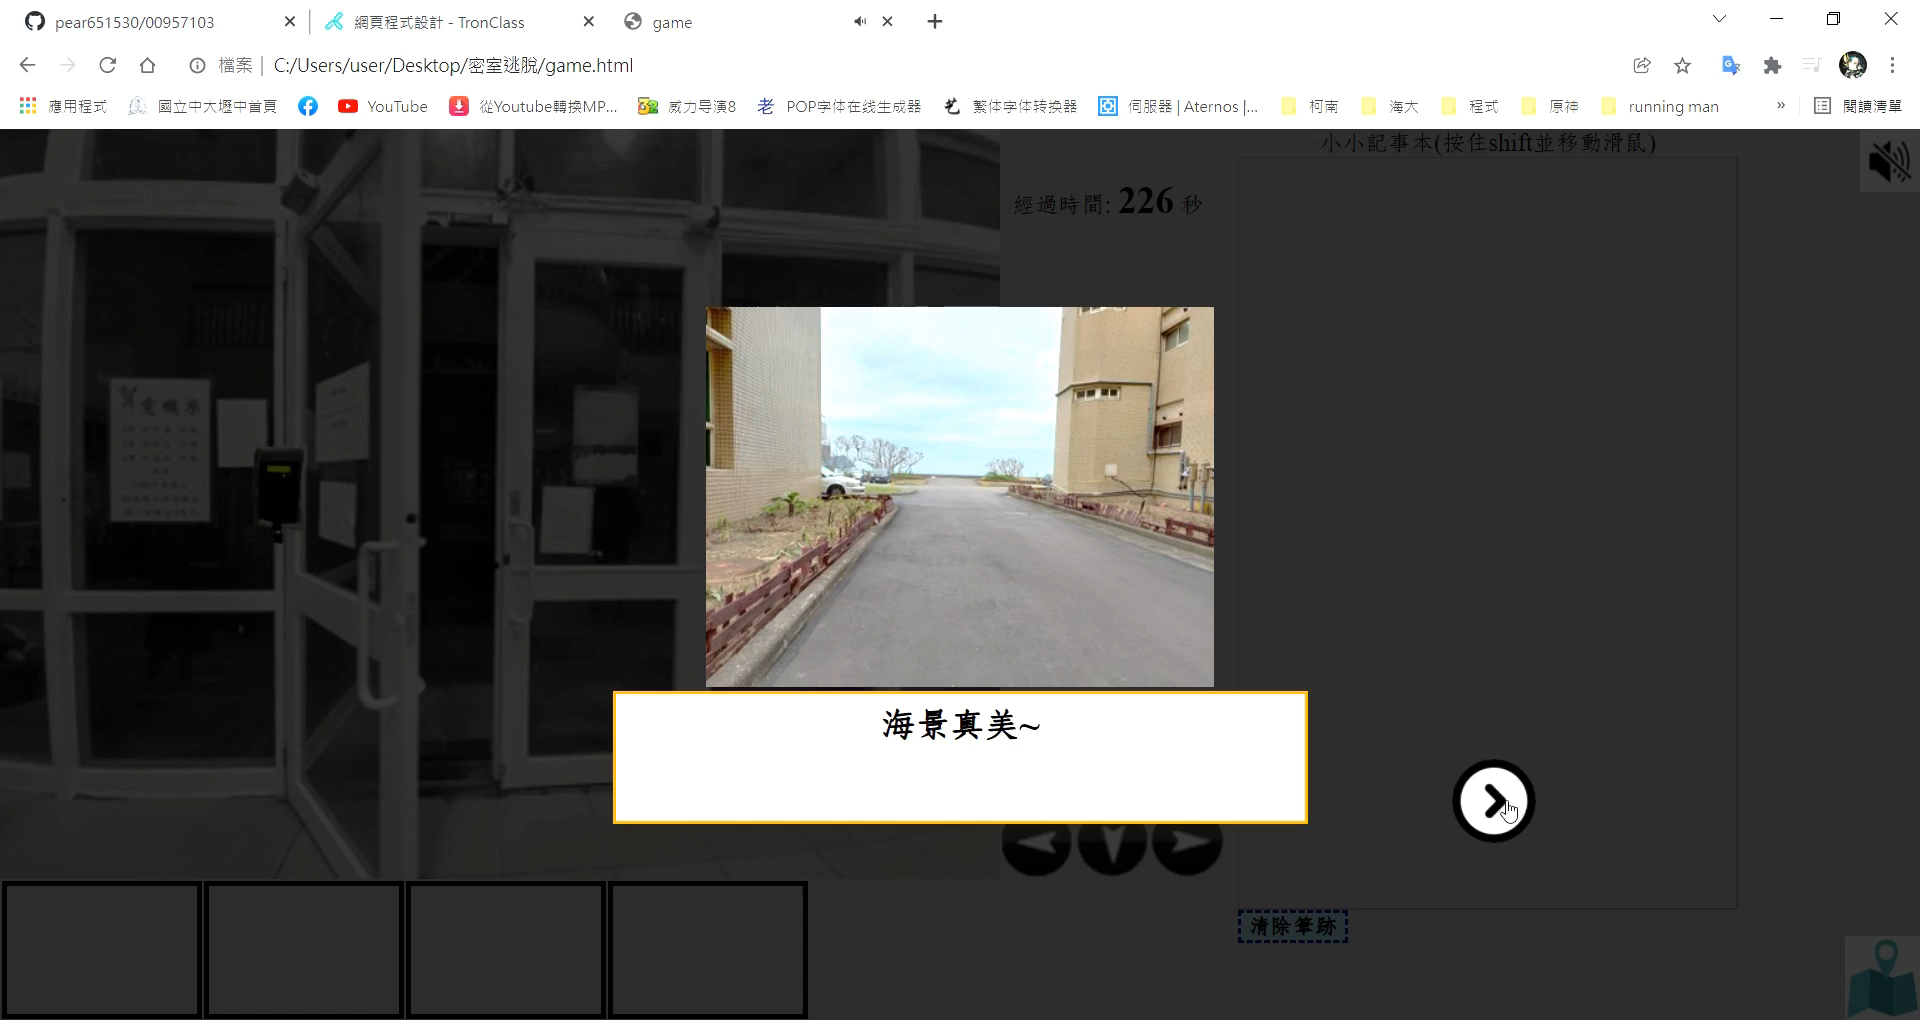 pear651530/00957103
網頁程式設計 - TronClass
game
檔案
C:/Users/user/Desktop/密室逃脫/game.html
應用程式
國立中大壢中首頁
YouTube
從Youtube轉換MP...
威力导演8
POP字体在线生成器
繁体字体转换器
伺服器 | Aternos |...
柯南
海大
程式
原神
running man
»
閱讀清單
小小記事本(按住shift並移動滑鼠)
經過時間: 226 秒
海景真美~
清除筆跡